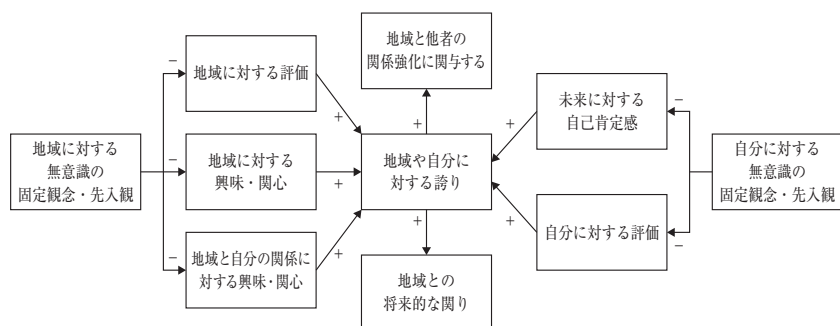 地域と他者の
関係強化に関与する
−
地域に対する評価
+
+
未来に対する
自己肯定感
−
+
地域に対する
無意識の
固定観念・先入観
−
地域に対する
興味・関心
+
地域や自分に
対する誇り
自分に対する
無意識の
固定観念・先入観
−
地域と自分の関係に
対する興味・関心
+
+
+
自分に対する評価
−
地域との
将来的な関り